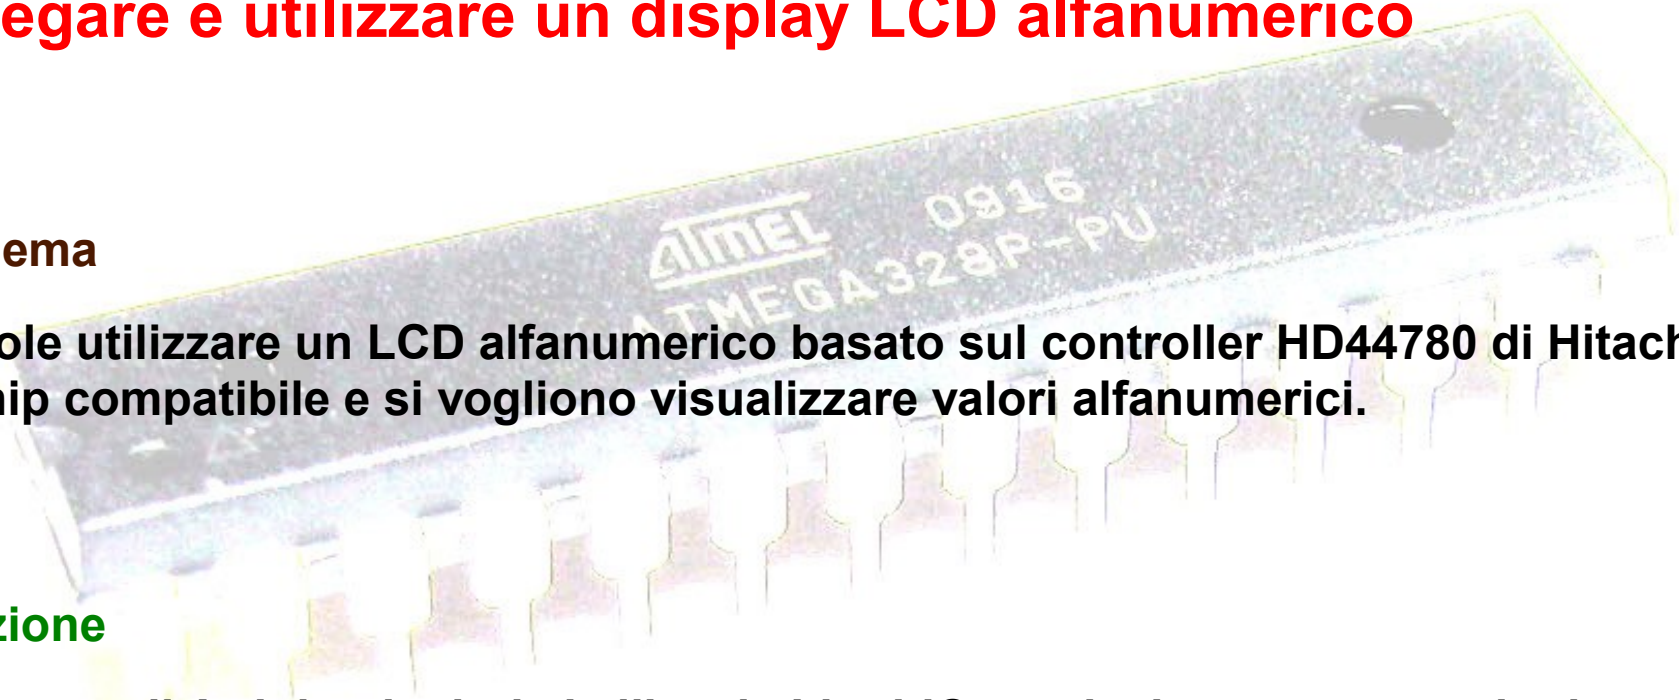 egare e utilizzare un display LCD alfanumerico
ATMEL 0916
ATMEGA328P-PU
ema
ole utilizzare un LCD alfanumerico basato sul controller HD44780 di Hitach
hip compatibile e si vogliono visualizzare valori alfanumerici.
zione